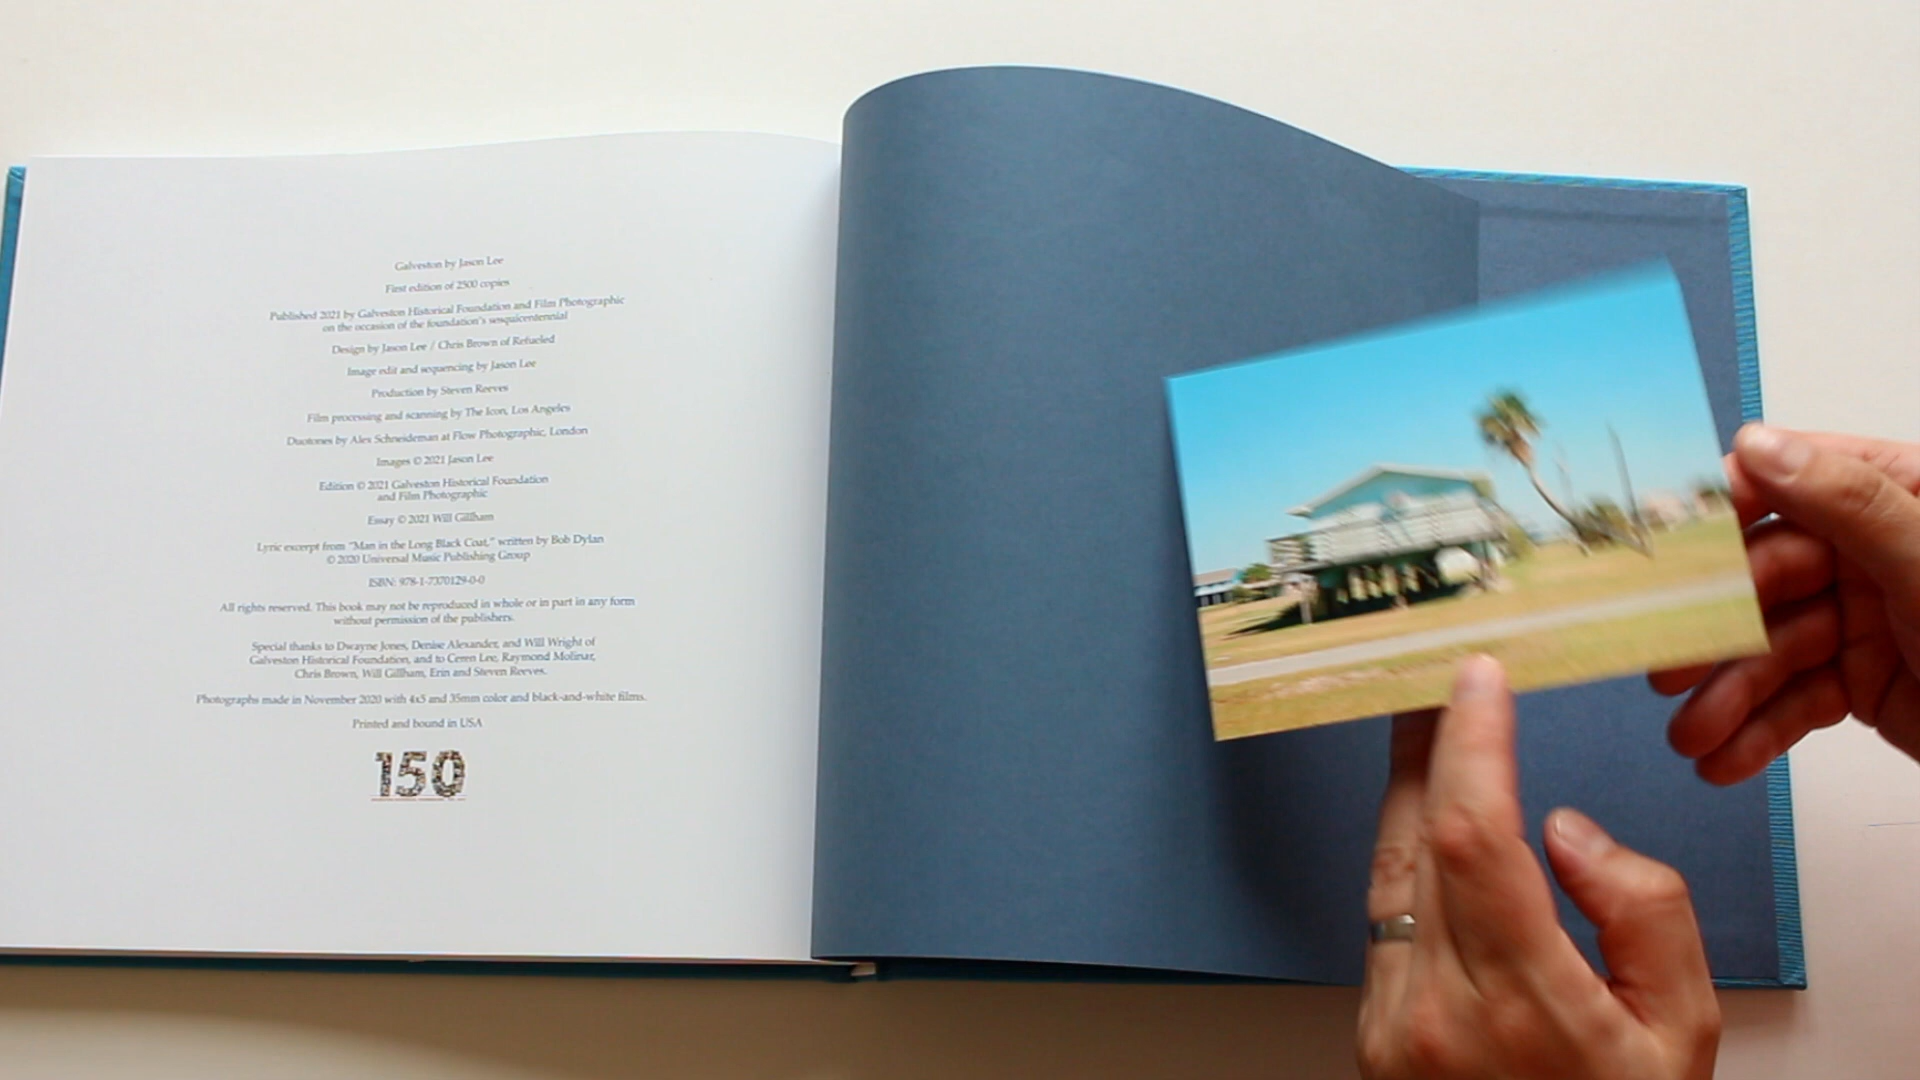 Galveston by Jason Lee
First edition of 2500 copies
Published 2021 by Galveston Historical Foundation and Film Photographic
on the occasion of the foundation's sesquicentennial
Design by Jason Lee / Chris Brown of Refueled
Image edit and sequencing by Jason Lee
Production by Steven Reeves
Film processing and scanning by The Icon, Los Angeles
Duotones by Alex Schneideman at Flow Photographic, London
Images © 2021 Jason Lee
Edition © 2021 Galveston Historical Foundation
and Film Photographic
Essay © 2021 Will Gillham
Lyric excerpt from "Man in the Long Black Coat," written by Bob Dylan
© 2020 Universal Music Publishing Group
ISBN: 978-1-7370129-0-0
All rights reserved. This book may not be reproduced in whole or in part in any form
without permission of the publishers.
Special thanks to Dwayne Jones, Denise Alexander, and Will Wright of
Galveston Historical Foundation, and to Ceren Lee, Raymond Molinar,
Chris Brown, Will Gillham, Erin and Steven Reeves.
Photographs made in November 2020 with 4x5 and 35mm color and black-and-white films.
Printed and bound in USA
150